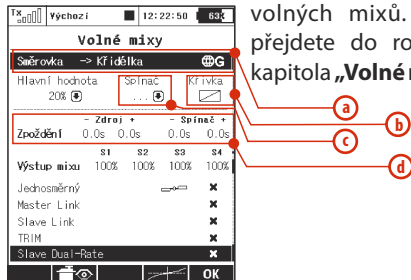 Tx Výchozí 12:22:50 63%
Volné mixy
Směrovka -> Křidélka G
Hlavní hodnota Spínač Křivka
20% ...
- Zdroj + - Spínač +
Zpoždění 0.0s 0.0s 0.0s 0.0s
S1 S2 S3 S4
Výstup mixu 100% 100% 100% 100%
Jednosměrný
Master Link
Slave Link
TRIM
Slave Dual-Rate
OK
volných mixů.
přejdete do ro
kapitola „Volné
a
b
c
d